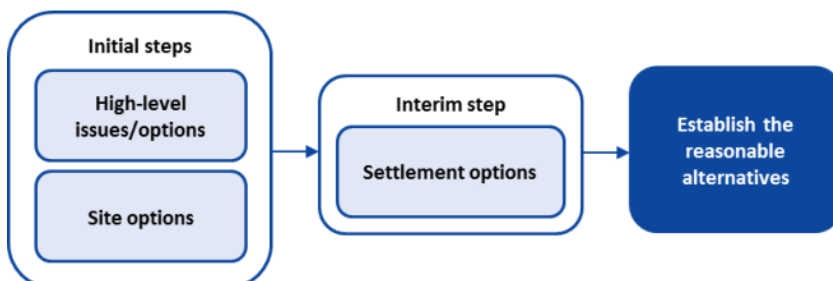 Initial steps
High-level
issues/options
Site options
Interim step
Settlement options
Establish the
reasonable
alternatives